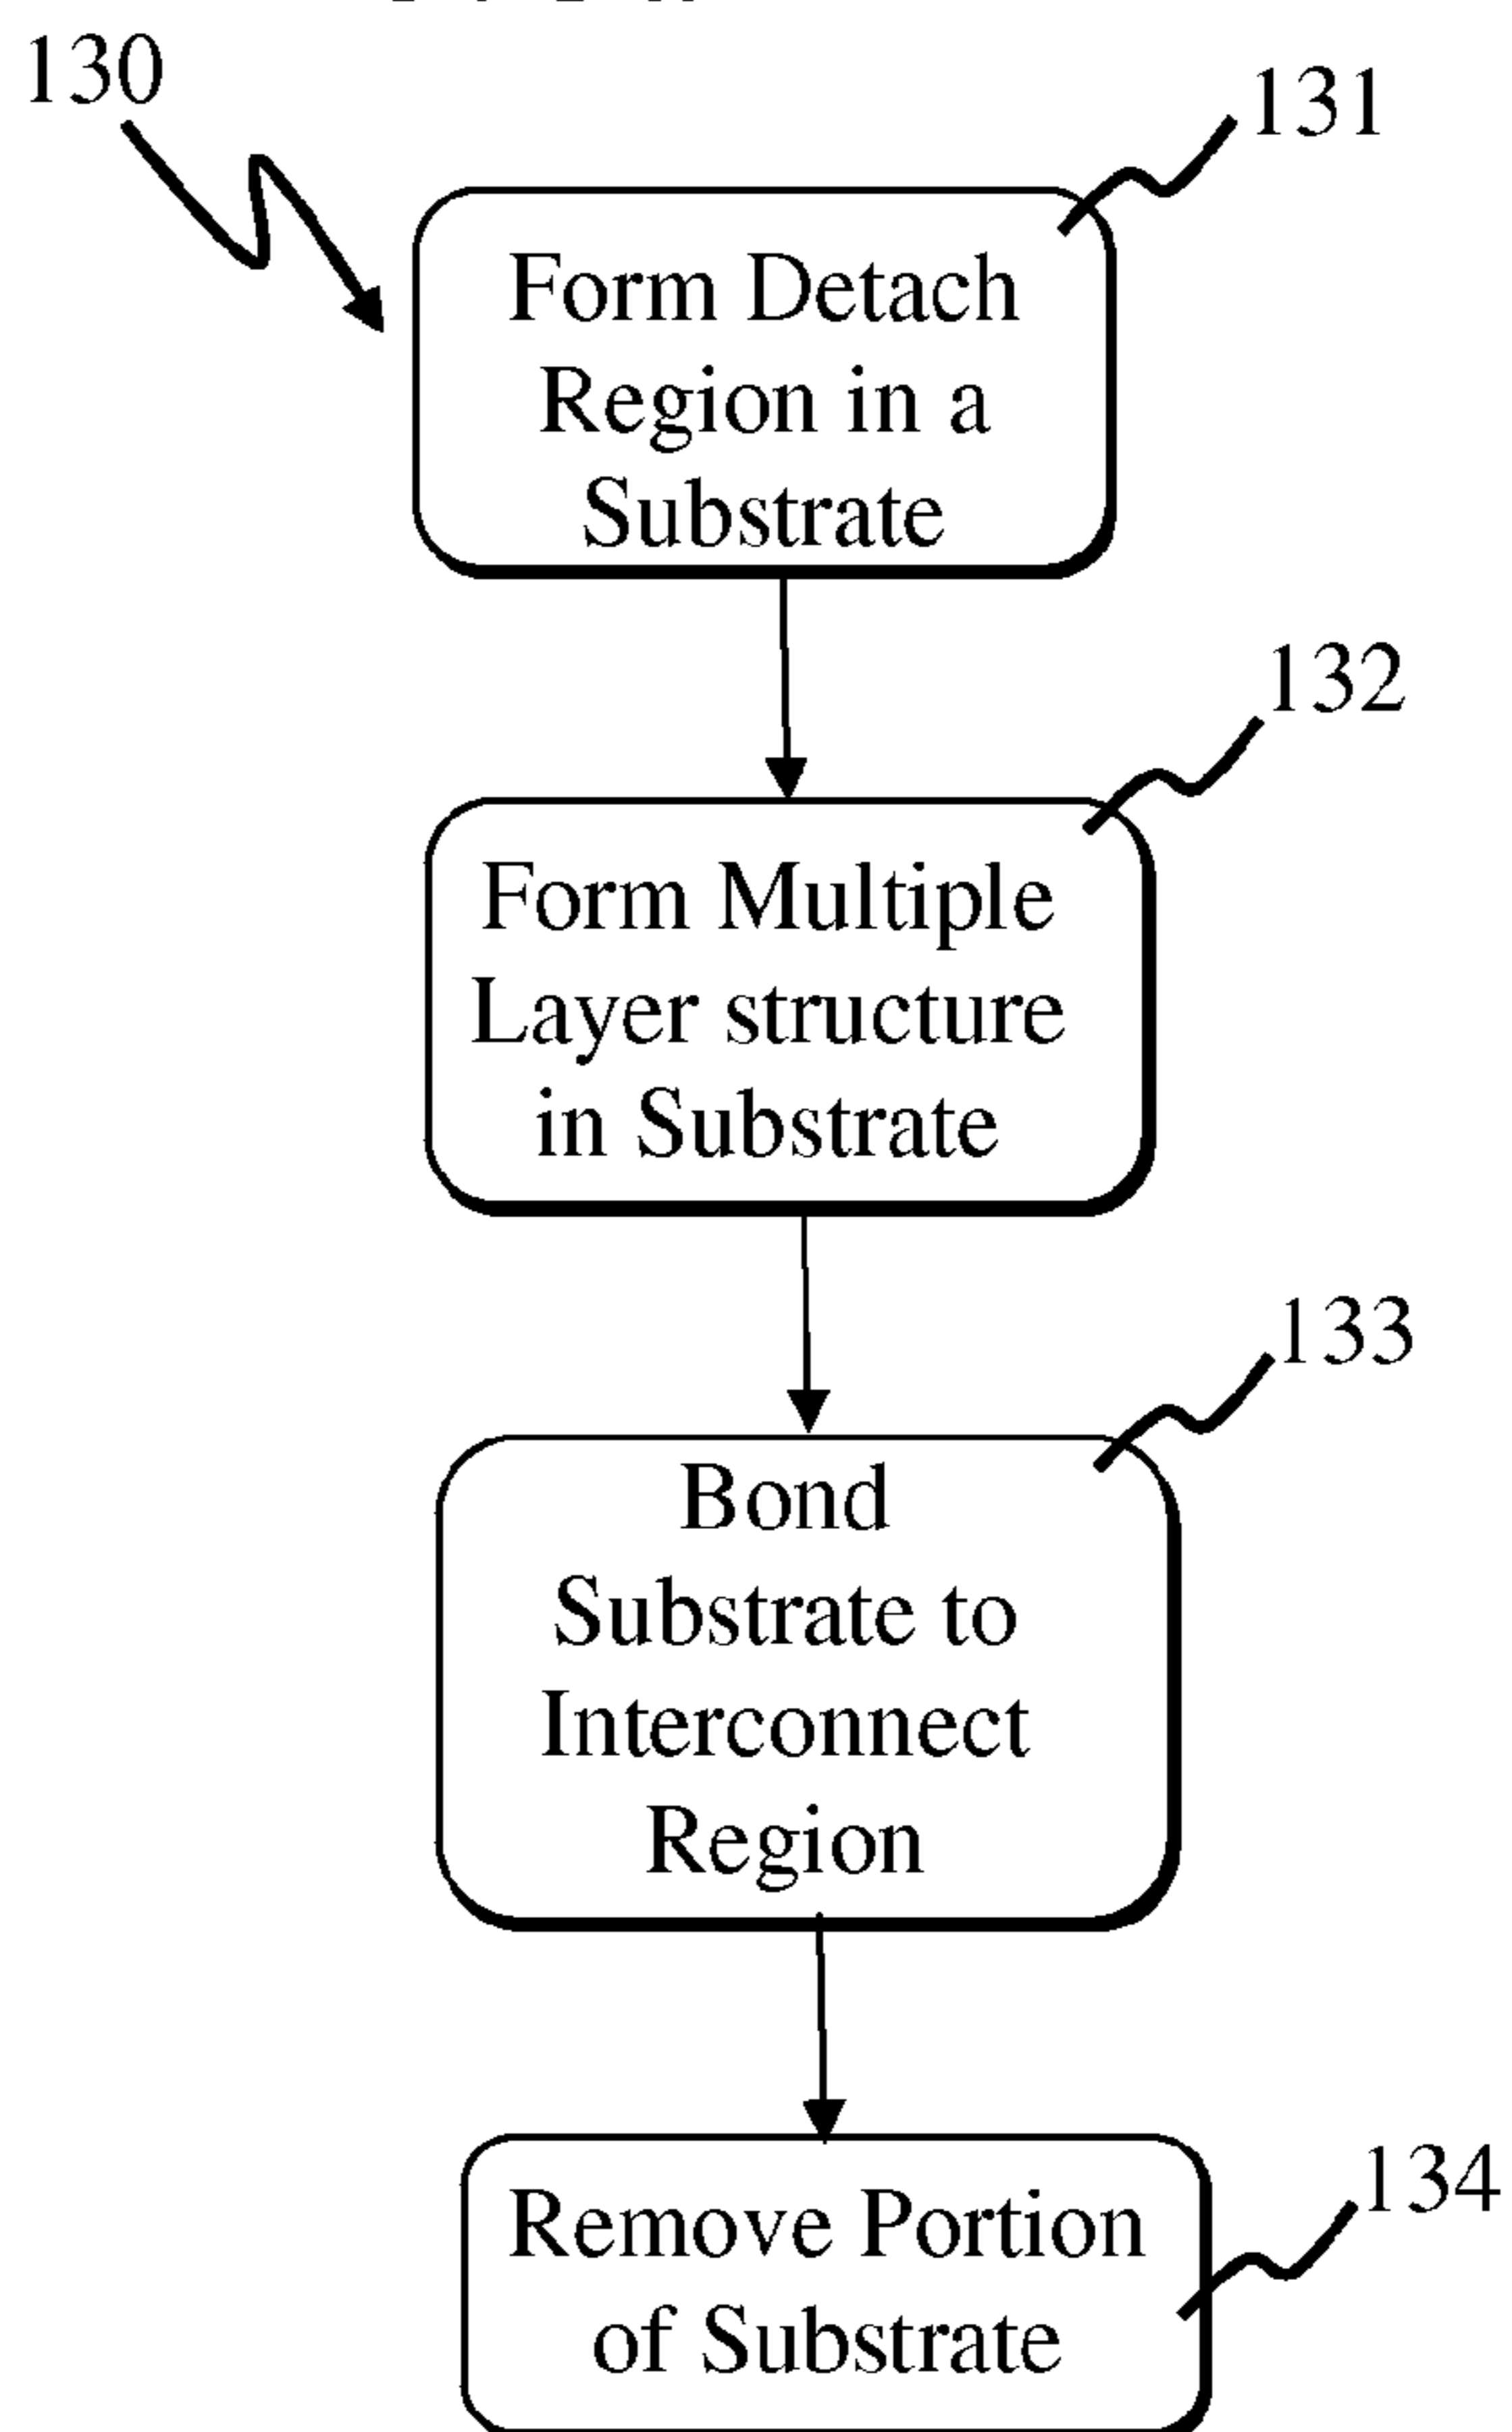 130
131
Form Detach
Region in a
Substrate
132
Form Multiple
Layer structure
in Substrate
133
Bond
Substrate to
Interconnect
Region
134
Remove Portion
of Substrate